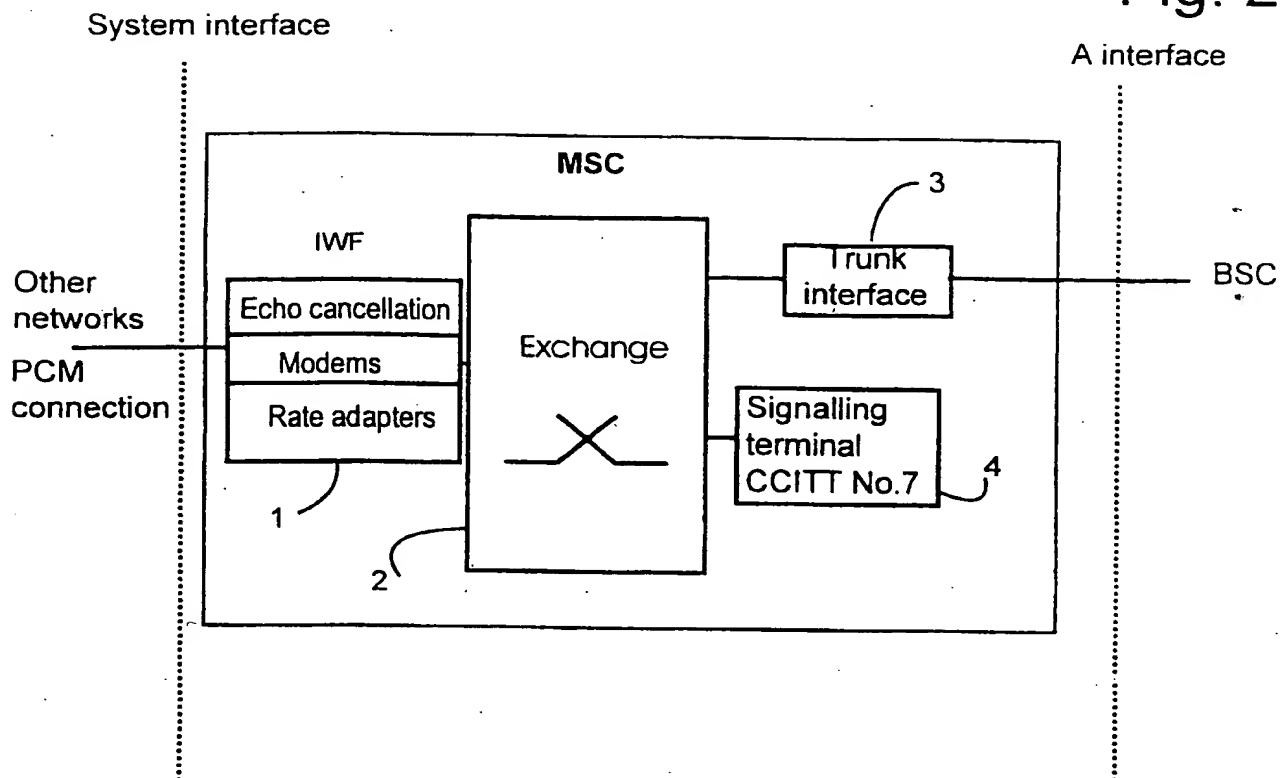 Fig. 2
System interface
A interface
MSC
3
IWF
Trunk
interface
BSC
Other
networks
PCM
connection
Echo cancellation
Modems
Rate adapters
Exchange
Signalling
terminal
CCITT No.7
4
1
2